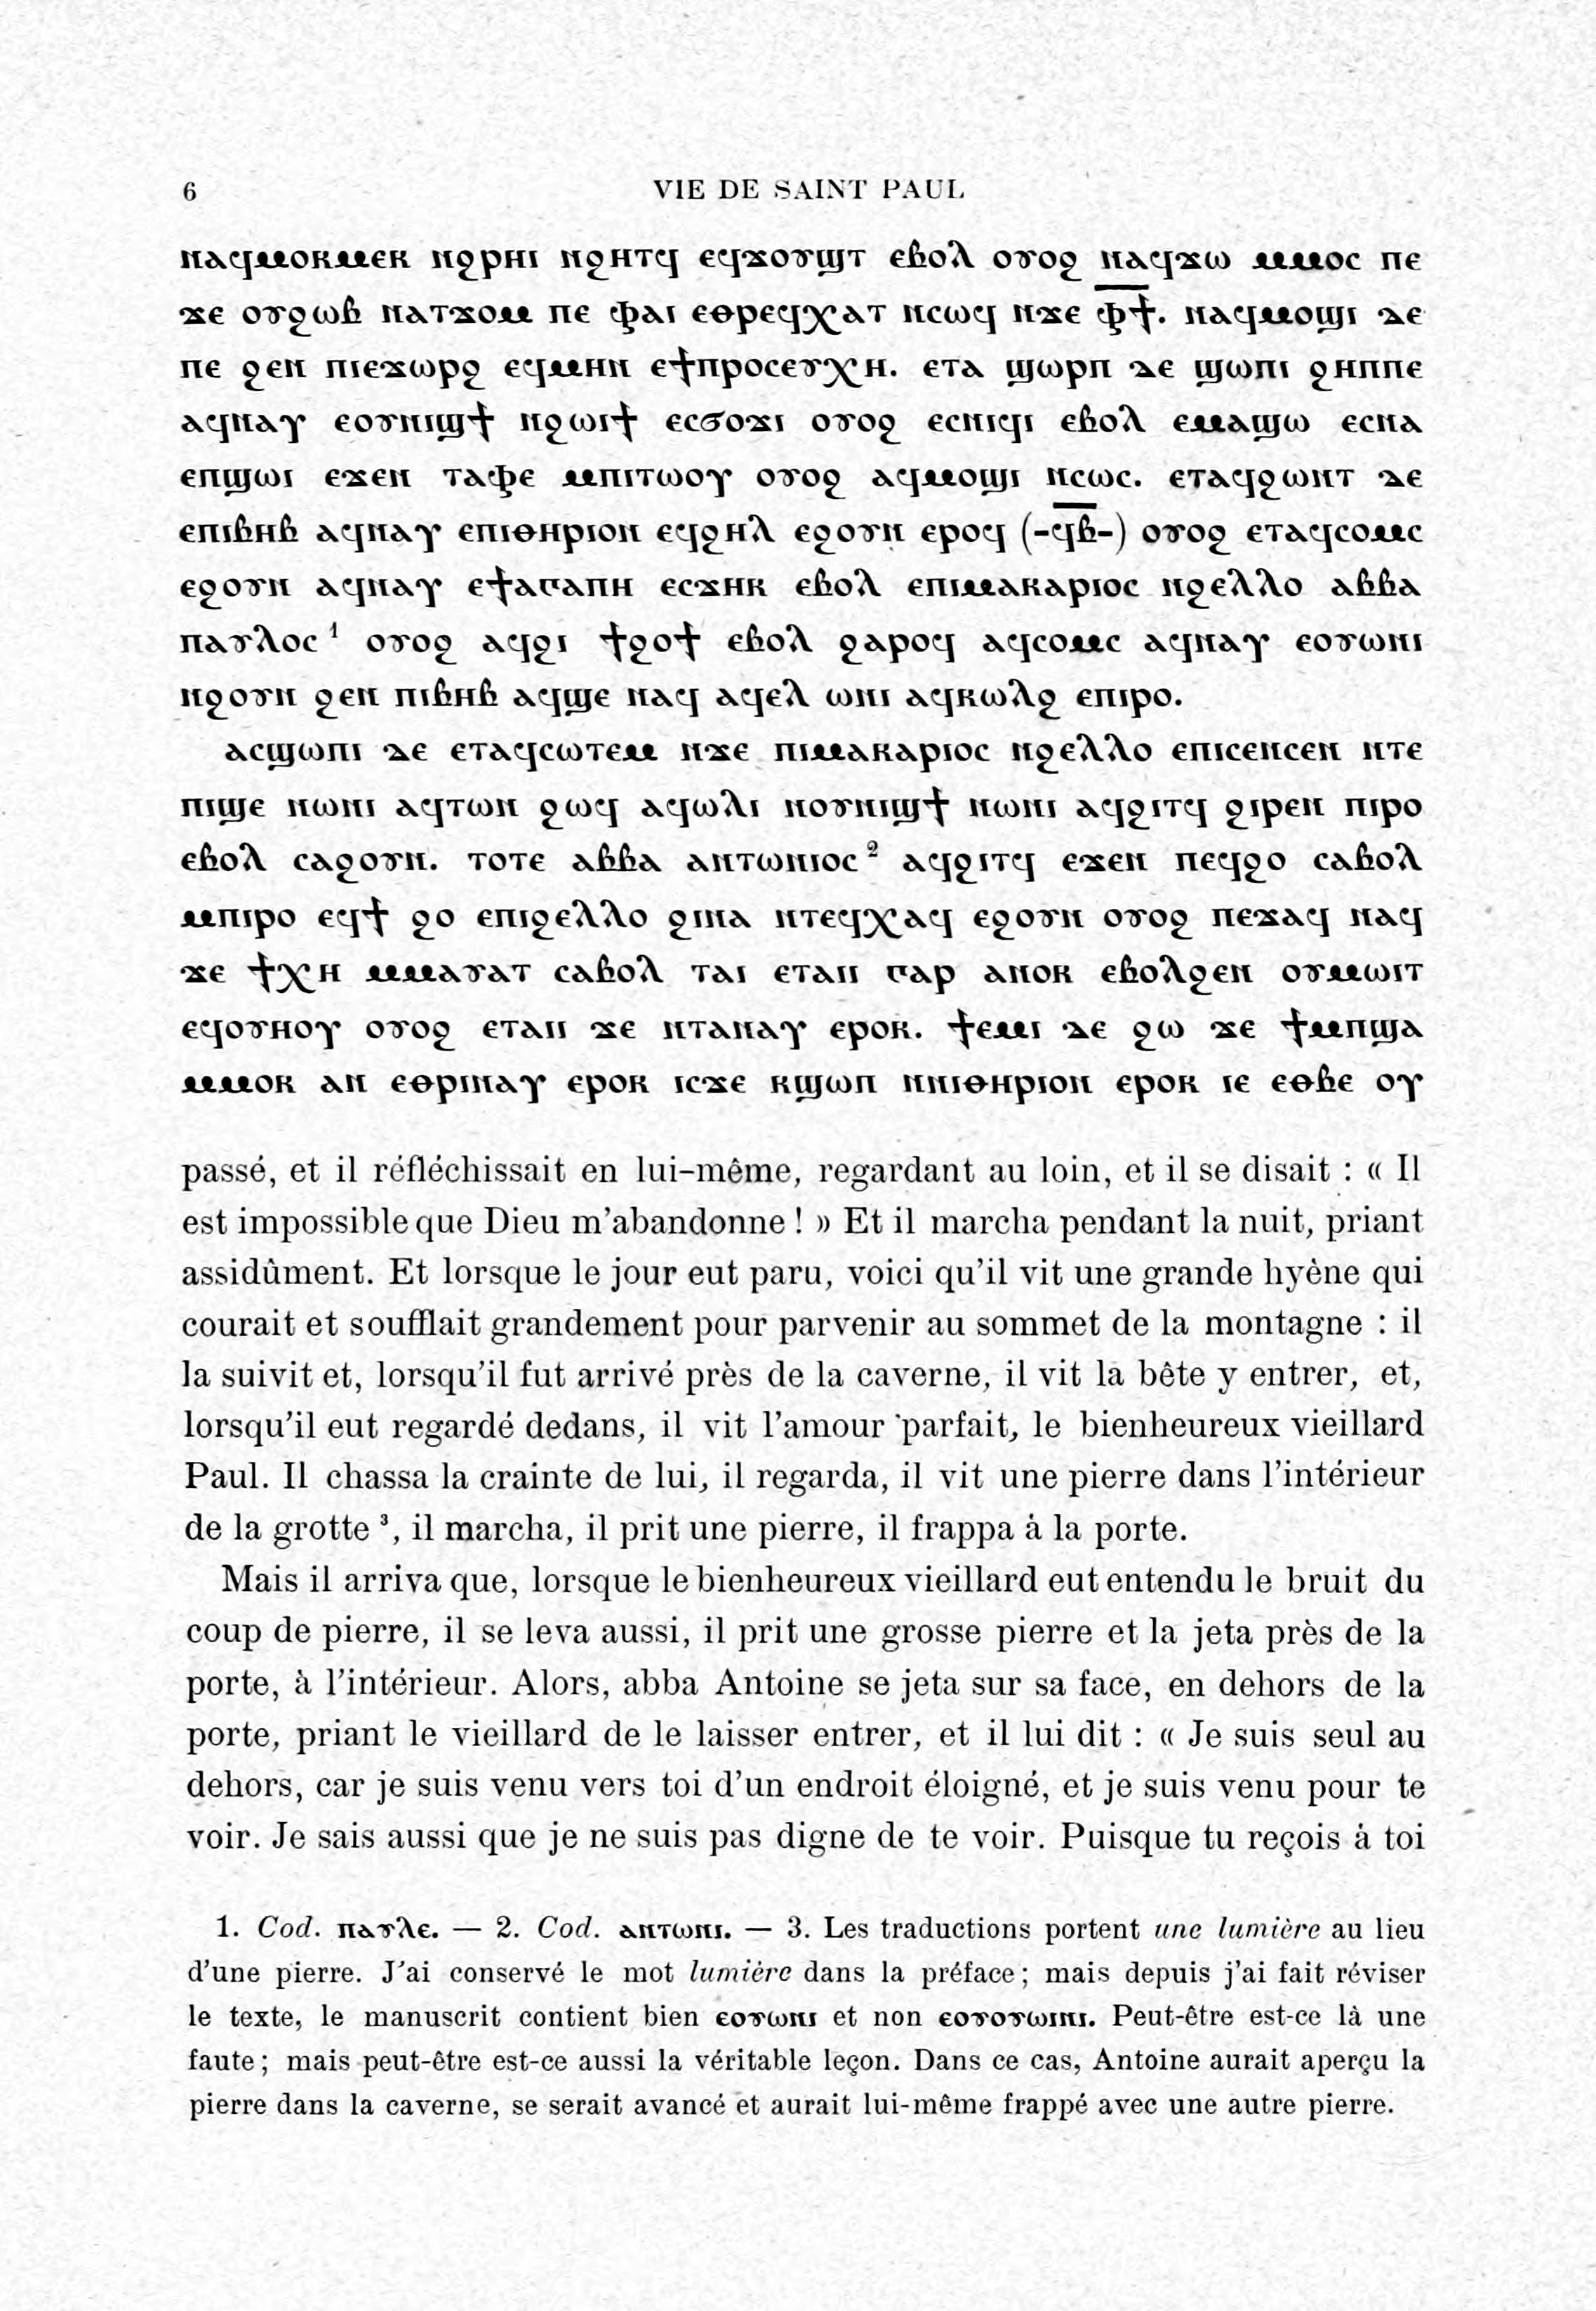 6 VIE DE SAINT PAUL
ⲛⲁϥⲙⲟⲕⲙⲉⲕ ⲛϧⲣⲏⲓ ⲛϧⲏⲧϥ ⲉϥϫⲟⲩϣⲧ ⲉⲃⲟⲗ ⲟⲩⲟϩ ⲛⲁϥϫⲱ ⲙⲙⲟⲥ ⲡⲉ
ϫⲉ ⲟⲩϩⲱⲃ ⲛⲁⲧϫⲟⲙ ⲡⲉ ⲫⲁⲓ ⲉⲑⲣⲉϥⲭⲁⲧ ⲛⲥⲱϥ ⲛϫⲉ ⲫ̅ϯ̅. ⲛⲁϥⲙⲟϣⲓ ⲇⲉ
ⲡⲉ ϧⲉⲛ ⲡⲓⲉϫⲱⲣϩ ⲉϥⲙⲏⲛ ⲉϯⲡⲣⲟⲥⲉⲩⲭⲏ. ⲉⲧⲁ ϣⲱⲣⲡ ⲇⲉ ϣⲱⲡⲓ ϩⲏⲡⲡⲉ
ⲁϥⲛⲁⲩ ⲉⲟⲩⲛⲓϣϯ ⲛϩⲱⲓϯ ⲉⲥϭⲟϫⲓ ⲟⲩⲟϩ ⲉⲥⲛⲓϥⲓ ⲉⲃⲟⲗ ⲉⲙⲁϣⲱ ⲉⲥⲛⲁ
ⲉⲡϣⲱⲓ ⲉϫⲉⲛ ⲧⲁⲫⲉ ⲙⲡⲓⲧⲱⲟⲩ ⲟⲩⲟϩ ⲁϥⲙⲟϣⲓ ⲛⲥⲱⲥ. ⲉⲧⲁϥϧⲱⲛⲧ ⲇⲉ
ⲉⲡⲓⲃⲏⲃ ⲁϥⲛⲁⲩ ⲉⲡⲓⲑⲏⲣⲓⲟⲛ ⲉϥϩⲏⲗ ⲉϧⲟⲩⲛ ⲉⲣⲟϥ (-ϥ̅ⲃ̅-) ⲟⲩⲟϩ ⲉⲧⲁϥⲥⲟⲙⲥ
ⲉϧⲟⲩⲛ ⲁϥⲛⲁⲩ ⲉϯⲁⲅⲁⲡⲏ ⲉⲥϫⲏⲕ ⲉⲃⲟⲗ ⲉⲡⲓⲙⲁⲕⲁⲣⲓⲟⲥ ⲛϧⲉⲗⲗⲟ ⲁⲃⲃⲁ
ⲡⲁⲩⲗⲟⲥ ¹ ⲟⲩⲟϩ ⲁϥϩⲓ ϯϩⲟϯ ⲉⲃⲟⲗ ϩⲁⲣⲟϥ ⲁϥⲥⲟⲙⲥ ⲁϥⲛⲁⲩ ⲉⲟⲩⲱⲛⲓ
ⲛϧⲟⲩⲛ ϧⲉⲛ ⲡⲓⲃⲏⲃ ⲁϥϣⲉ ⲛⲁϥ ⲁϥⲉⲗ ⲱⲛⲓ ⲁϥⲕⲱⲗϩ ⲉⲡⲓⲣⲟ.
ⲁⲥϣⲱⲡⲓ ⲇⲉ ⲉⲧⲁϥⲥⲱⲧⲉⲙ ⲛϫⲉ ⲡⲓⲙⲁⲕⲁⲣⲓⲟⲥ ⲛϧⲉⲗⲗⲟ ⲉⲡⲓⲥⲉⲛⲥⲉⲛ ⲛⲧⲉ
ⲡⲓϣⲉ ⲛⲱⲛⲓ ⲁϥⲧⲱⲛ ϩⲱϥ ⲁϥⲱⲗⲓ ⲛⲟⲩⲛⲓϣϯ ⲛⲱⲛⲓ ⲁϥϩⲓⲧϥ ϩⲓⲣⲉⲛ ⲡⲓⲣⲟ
ⲉⲃⲟⲗ ⲥⲁϧⲟⲩⲛ. ⲧⲟⲧⲉ ⲁⲃⲃⲁ ⲁⲛⲧⲱⲛⲓⲟⲥ ² ⲁϥϩⲓⲧϥ ⲉϫⲉⲛ ⲡⲉϥϩⲟ ⲥⲁⲃⲟⲗ
ⲙⲡⲓⲣⲟ ⲉϥϯ ϩⲟ ⲉⲡⲓϧⲉⲗⲗⲟ ϩⲓⲛⲁ ⲛⲧⲉϥⲭⲁϥ ⲉϧⲟⲩⲛ ⲟⲩⲟϩ ⲡⲉϫⲁϥ ⲛⲁϥ
ϫⲉ ϯⲭⲏ ⲙⲙⲁⲩⲁⲧ ⲥⲁⲃⲟⲗ ⲧⲁⲓ ⲉⲧⲁⲓⲓ ⲅⲁⲣ ⲁⲛⲟⲕ ⲉⲃⲟⲗϧⲉⲛ ⲟⲩⲙⲱⲓⲧ
ⲉϥⲟⲩⲏⲟⲩ ⲟⲩⲟϩ ⲉⲧⲁⲓⲓ ϫⲉ ⲛⲧⲁⲛⲁⲩ ⲉⲣⲟⲕ. ϯⲉⲙⲓ ⲇⲉ ϩⲱ ϫⲉ ϯⲙⲡϣⲁ
ⲙⲙⲟⲕ ⲁⲛ ⲉⲑⲣⲓⲛⲁⲩ ⲉⲣⲟⲕ ⲓⲥϫⲉ ⲕϣⲱⲡ ⲛⲛⲓⲑⲏⲣⲓⲟⲛ ⲉⲣⲟⲕ ⲓⲉ ⲉⲑⲃⲉ ⲟⲩ
passé, et il réfléchissait en lui-même, regardant au loin, et il se disait : « Il
est impossible que Dieu m'abandonne ! » Et il marcha pendant la nuit, priant
assidûment. Et lorsque le jour eut paru, voici qu'il vit une grande hyène qui
courait et soufflait grandement pour parvenir au sommet de la montagne : il
la suivit et, lorsqu'il fut arrivé près de la caverne, il vit la bête y entrer, et,
lorsqu'il eut regardé dedans, il vit l'amour parfait, le bienheureux vieillard
Paul. Il chassa la crainte de lui, il regarda, il vit une pierre dans l'intérieur
de la grotte ³, il marcha, il prit une pierre, il frappa à la porte.
Mais il arriva que, lorsque le bienheureux vieillard eut entendu le bruit du
coup de pierre, il se leva aussi, il prit une grosse pierre et la jeta près de la
porte, à l'intérieur. Alors, abba Antoine se jeta sur sa face, en dehors de la
porte, priant le vieillard de le laisser entrer, et il lui dit : « Je suis seul au
dehors, car je suis venu vers toi d'un endroit éloigné, et je suis venu pour te
voir. Je sais aussi que je ne suis pas digne de te voir. Puisque tu reçois à toi
1. Cod. ⲡⲁⲩⲗⲉ. — 2. Cod. ⲁⲛⲧⲱⲛⲓ. — 3. Les traductions portent une lumière au lieu
d'une pierre. J'ai conservé le mot lumière dans la préface ; mais depuis j'ai fait réviser
le texte, le manuscrit contient bien ⲉⲟⲩⲱⲛⲓ et non ⲉⲟⲩⲟⲩⲱⲓⲛⲓ. Peut-être est-ce là une
faute ; mais peut-être est-ce aussi la véritable leçon. Dans ce cas, Antoine aurait aperçu la
pierre dans la caverne, se serait avancé et aurait lui-même frappé avec une autre pierre.